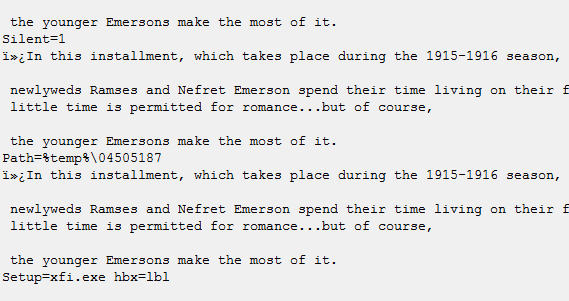 the younger Emersons make the most of it.
Silent=1
ï»¿In this installment, which takes place during the 1915-1916 season,
newlyweds Ramses and Nefret Emerson spend their time living on their f
little time is permitted for romance...but of course,
the younger Emersons make the most of it.
Path=%temp%\04505187
ï»¿In this installment, which takes place during the 1915-1916 season,
newlyweds Ramses and Nefret Emerson spend their time living on their f
little time is permitted for romance...but of course,
the younger Emersons make the most of it.
Setup=xfi.exe hbx=lbl